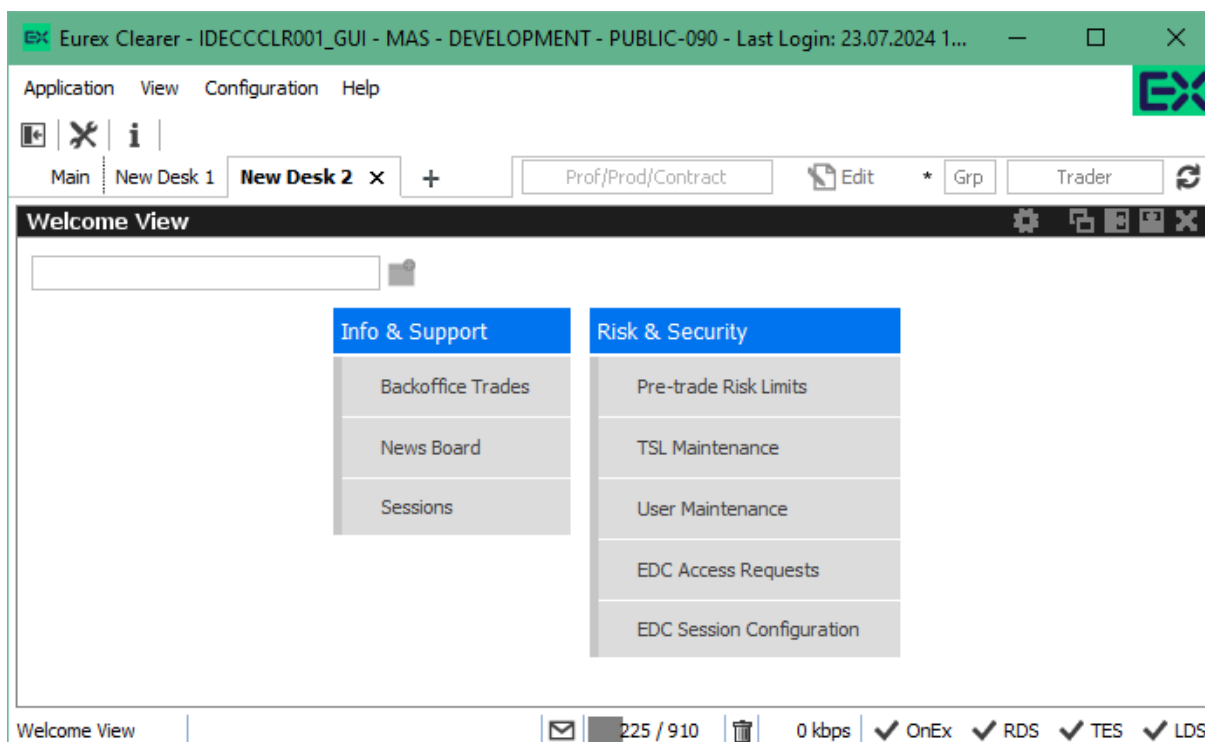 EX Eurex Clearer - IDECCCLR001_GUI - MAS - DEVELOPMENT - PUBLIC-090 - Last Login: 23.07.2024 1...
Application View Configuration Help
EX
Main New Desk 1 New Desk 2 + Prof/Prod/Contract Edit * Grp Trader
Welcome View
Info & Support Risk & Security
Backoffice Trades Pre-trade Risk Limits
News Board TSL Maintenance
Sessions User Maintenance
EDC Access Requests
EDC Session Configuration
Welcome View 225 / 910 0 kbps OnEx RDS TES LDS